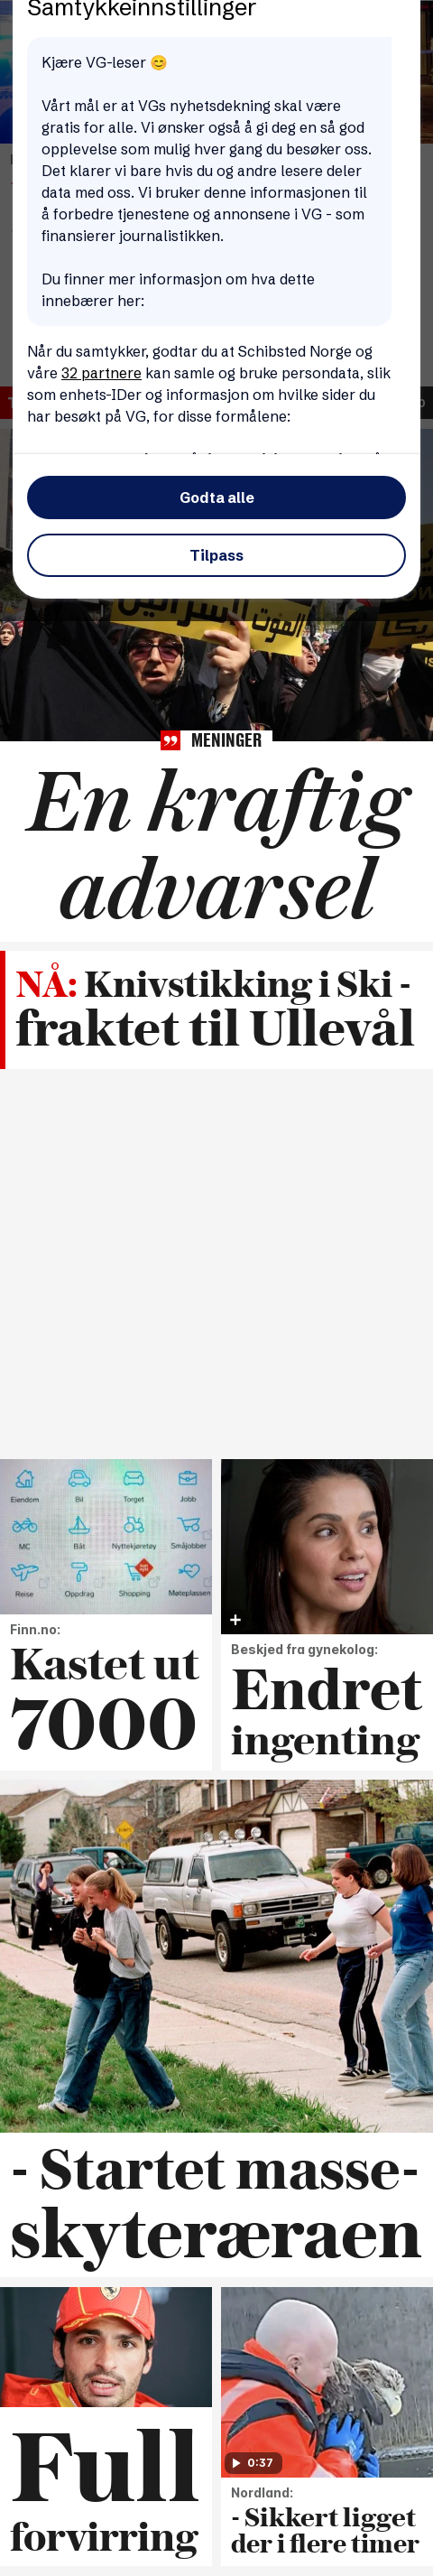 Samtykkeinnstillinger
Kjære VG-leser 😊
Vårt mål er at VGs nyhetsdekning skal være
gratis for alle. Vi ønsker også å gi deg en så god
opplevelse som mulig hver gang du besøker oss.
Det klarer vi bare hvis du og andre lesere deler
data med oss. Vi bruker denne informasjonen til
å forbedre tjenestene og annonsene i VG - som
finansierer journalistikken.
Du finner mer informasjon om hva dette
innebærer her:
Når du samtykker, godtar du at Schibsted Norge og
våre 32 partnere kan samle og bruke persondata, slik
som enhets-IDer og informasjon om hvilke sider du
har besøkt på VG, for disse formålene:
Godta alle
Tilpass
MENINGER
En kraftig
advarsel
NÅ: Knivstikking i Ski -
fraktet til Ullevål
Eiendom Bil Torget Jobb
MC Båt Nyttekjøretøy Småjobber
Reise Oppdrag Shopping Møteplassen
Finn.no:
Kastet ut
7000
Beskjed fra gynekolog:
Endret
ingenting
- Startet masse-
skyteræraen
Full
forvirring
0:37
Nordland:
- Sikkert ligget
der i flere timer